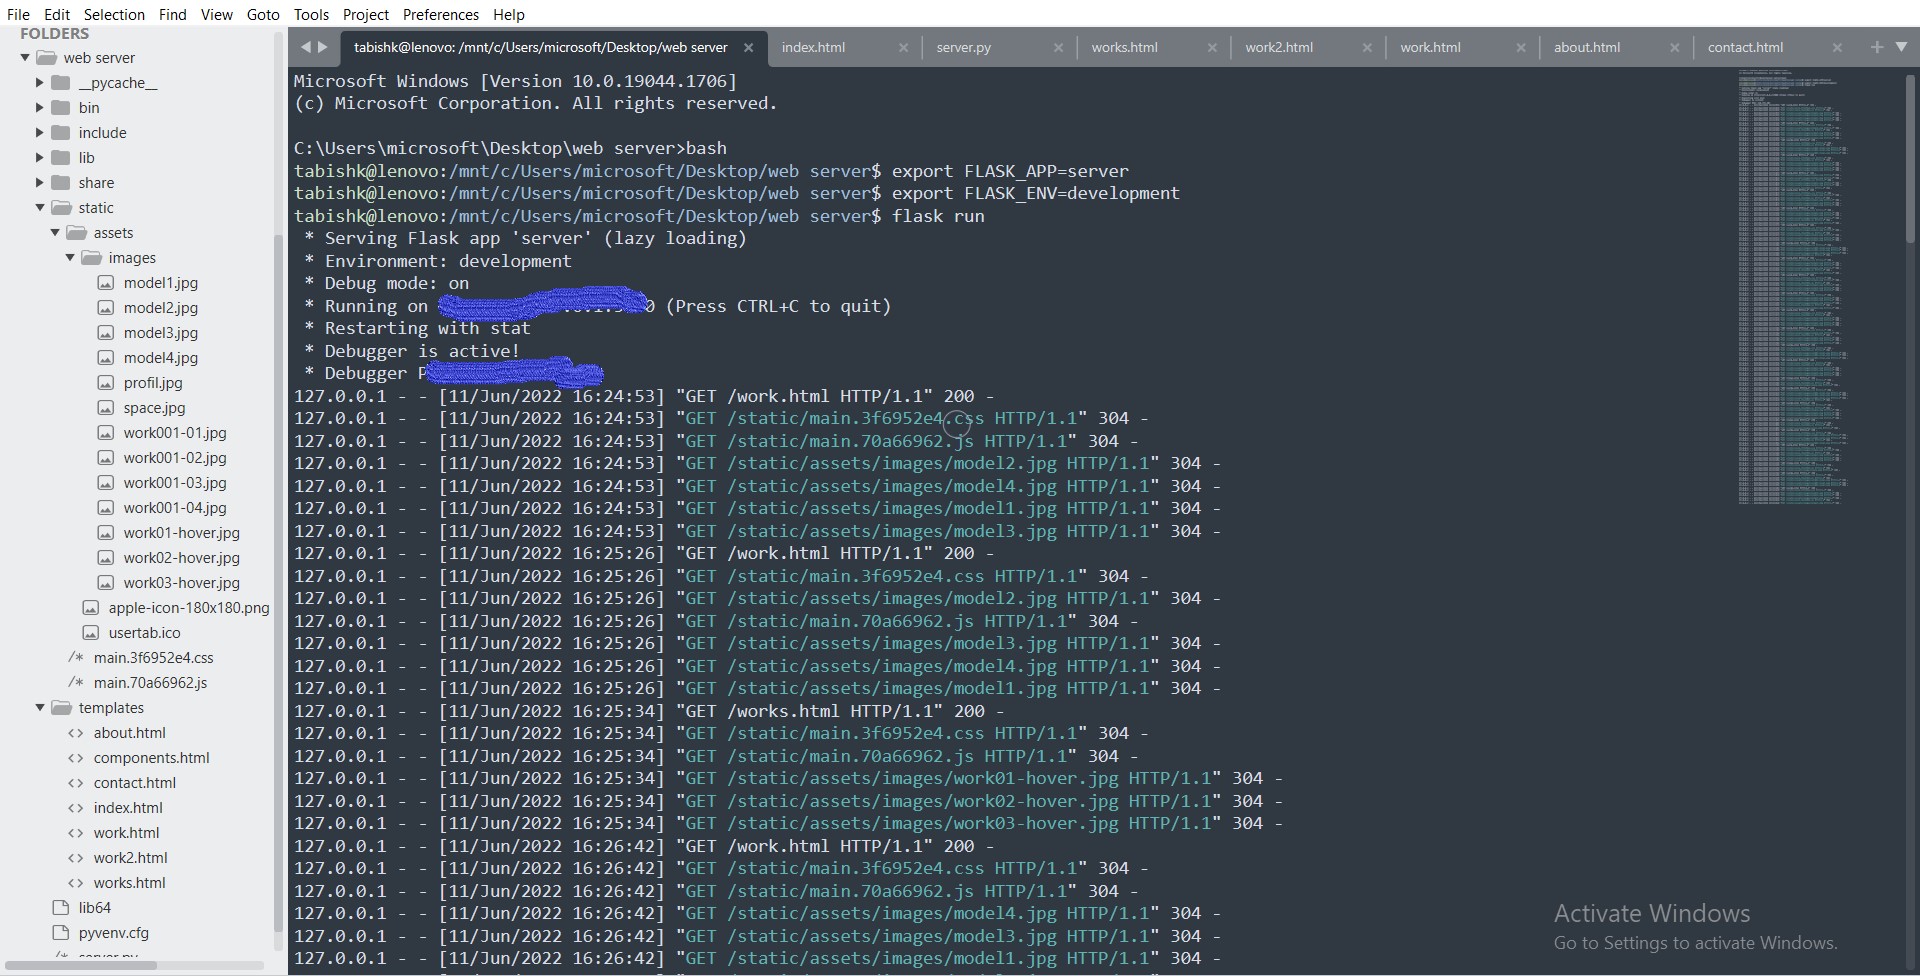 File Edit Selection Find View Goto Tools Project Preferences Help
FOLDERS
web server
__pycache__
bin
include
lib
share
static
assets
images
model1.jpg
model2.jpg
model3.jpg
model4.jpg
profil.jpg
space.jpg
work001-01.jpg
work001-02.jpg
work001-03.jpg
work001-04.jpg
work01-hover.jpg
work02-hover.jpg
work03-hover.jpg
apple-icon-180x180.png
usertab.ico
/* main.3f6952e4.css
/* main.70a66962.js
templates
<> about.html
<> components.html
<> contact.html
<> index.html
<> work.html
<> work2.html
<> works.html
lib64
pyvenv.cfg
/* server.py
tabishk@lenovo: /mnt/c/Users/microsoft/Desktop/web server index.html server.py works.html work2.html work.html about.html contact.html
Microsoft Windows [Version 10.0.19044.1706]
(c) Microsoft Corporation. All rights reserved.
C:\Users\microsoft\Desktop\web server>bash
tabishk@lenovo:/mnt/c/Users/microsoft/Desktop/web server$ export FLASK_APP=server
tabishk@lenovo:/mnt/c/Users/microsoft/Desktop/web server$ export FLASK_ENV=development
tabishk@lenovo:/mnt/c/Users/microsoft/Desktop/web server$ flask run
* Serving Flask app 'server' (lazy loading)
* Environment: development
* Debug mode: on
* Running on (Press CTRL+C to quit)
* Restarting with stat
* Debugger is active!
* Debugger
127.0.0.1 - - [11/Jun/2022 16:24:53] "GET /work.html HTTP/1.1" 200 -
127.0.0.1 - - [11/Jun/2022 16:24:53] "GET /static/main.3f6952e4.css HTTP/1.1" 304 -
127.0.0.1 - - [11/Jun/2022 16:24:53] "GET /static/main.70a66962.js HTTP/1.1" 304 -
127.0.0.1 - - [11/Jun/2022 16:24:53] "GET /static/assets/images/model2.jpg HTTP/1.1" 304 -
127.0.0.1 - - [11/Jun/2022 16:24:53] "GET /static/assets/images/model4.jpg HTTP/1.1" 304 -
127.0.0.1 - - [11/Jun/2022 16:24:53] "GET /static/assets/images/model1.jpg HTTP/1.1" 304 -
127.0.0.1 - - [11/Jun/2022 16:24:53] "GET /static/assets/images/model3.jpg HTTP/1.1" 304 -
127.0.0.1 - - [11/Jun/2022 16:25:26] "GET /work.html HTTP/1.1" 200 -
127.0.0.1 - - [11/Jun/2022 16:25:26] "GET /static/main.3f6952e4.css HTTP/1.1" 304 -
127.0.0.1 - - [11/Jun/2022 16:25:26] "GET /static/assets/images/model2.jpg HTTP/1.1" 304 -
127.0.0.1 - - [11/Jun/2022 16:25:26] "GET /static/main.70a66962.js HTTP/1.1" 304 -
127.0.0.1 - - [11/Jun/2022 16:25:26] "GET /static/assets/images/model3.jpg HTTP/1.1" 304 -
127.0.0.1 - - [11/Jun/2022 16:25:26] "GET /static/assets/images/model4.jpg HTTP/1.1" 304 -
127.0.0.1 - - [11/Jun/2022 16:25:26] "GET /static/assets/images/model1.jpg HTTP/1.1" 304 -
127.0.0.1 - - [11/Jun/2022 16:25:34] "GET /works.html HTTP/1.1" 200 -
127.0.0.1 - - [11/Jun/2022 16:25:34] "GET /static/main.3f6952e4.css HTTP/1.1" 304 -
127.0.0.1 - - [11/Jun/2022 16:25:34] "GET /static/main.70a66962.js HTTP/1.1" 304 -
127.0.0.1 - - [11/Jun/2022 16:25:34] "GET /static/assets/images/work01-hover.jpg HTTP/1.1" 304 -
127.0.0.1 - - [11/Jun/2022 16:25:34] "GET /static/assets/images/work02-hover.jpg HTTP/1.1" 304 -
127.0.0.1 - - [11/Jun/2022 16:25:34] "GET /static/assets/images/work03-hover.jpg HTTP/1.1" 304 -
127.0.0.1 - - [11/Jun/2022 16:26:42] "GET /work.html HTTP/1.1" 200 -
127.0.0.1 - - [11/Jun/2022 16:26:42] "GET /static/main.3f6952e4.css HTTP/1.1" 304 -
127.0.0.1 - - [11/Jun/2022 16:26:42] "GET /static/main.70a66962.js HTTP/1.1" 304 -
127.0.0.1 - - [11/Jun/2022 16:26:42] "GET /static/assets/images/model4.jpg HTTP/1.1" 304 -
127.0.0.1 - - [11/Jun/2022 16:26:42] "GET /static/assets/images/model3.jpg HTTP/1.1" 304 -
127.0.0.1 - - [11/Jun/2022 16:26:42] "GET /static/assets/images/model1.jpg HTTP/1.1" 304 -
Activate Windows
Go to Settings to activate Windows.